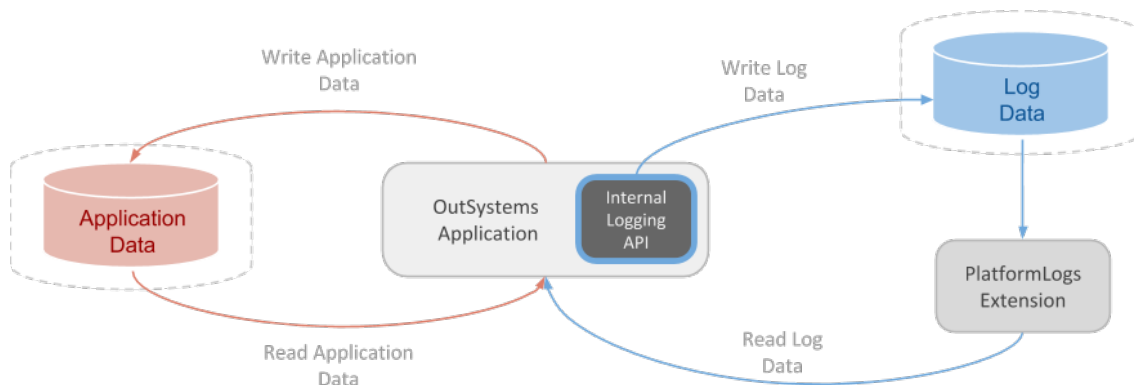 Write Application
Data
Write Log
Data
Log
Data
Application
Data
OutSystems
Application
Internal
Logging
API
PlatformLogs
Extension
Read Application
Data
Read Log
Data